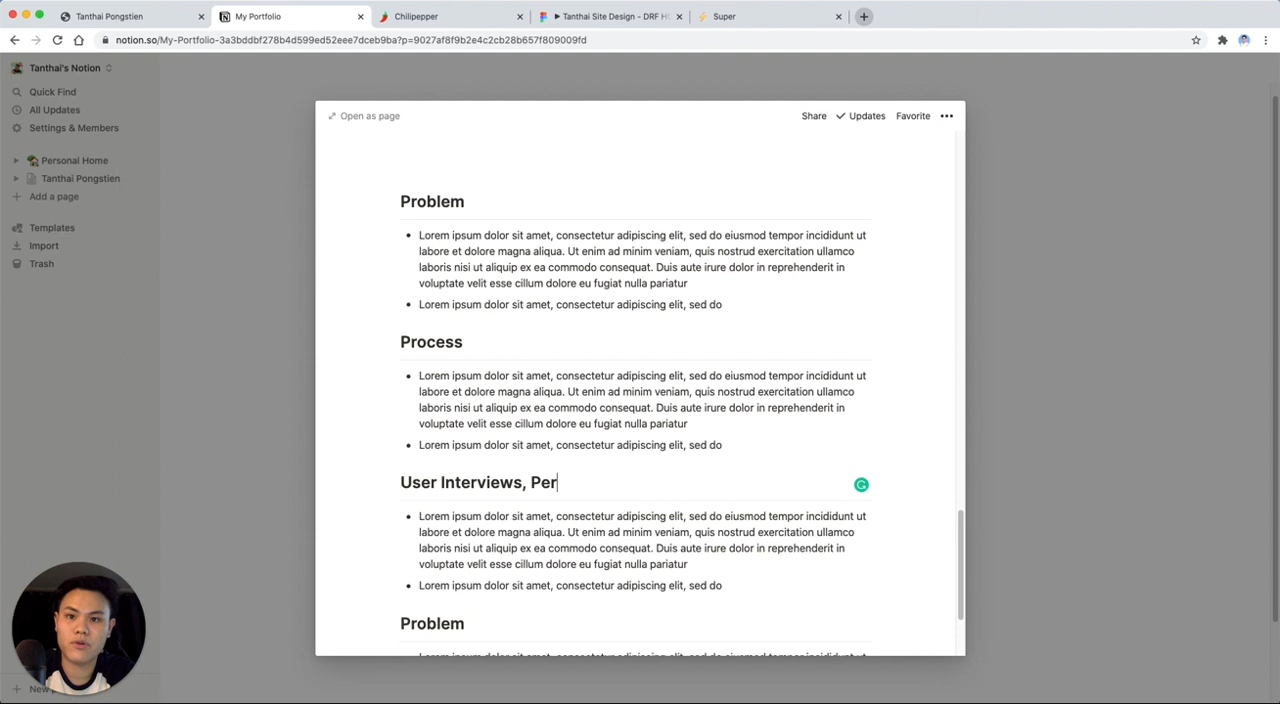 Tanthai Pongstien
My Portfolio
Chilipepper
Tanthai Site Design - DRF HU
Super
notion.so/My-Portfolio-3a3bddbf278b4d599ed52eee7dceb9ba?p=9027af8f9b2e4c2cb28b657f809009fd
Tanthai's Notion
Quick Find
All Updates
Settings & Members
Personal Home
Tanthai Pongstien
Add a page
Templates
Import
Trash
Open as page
Share
Updates
Favorite
Problem
• Lorem ipsum dolor sit amet, consectetur adipiscing elit, sed do eiusmod tempor incididunt ut
labore et dolore magna aliqua. Ut enim ad minim veniam, quis nostrud exercitation ullamco
laboris nisi ut aliquip ex ea commodo consequat. Duis aute irure dolor in reprehenderit in
voluptate velit esse cillum dolore eu fugiat nulla pariatur
• Lorem ipsum dolor sit amet, consectetur adipiscing elit, sed do
Process
• Lorem ipsum dolor sit amet, consectetur adipiscing elit, sed do eiusmod tempor incididunt ut
labore et dolore magna aliqua. Ut enim ad minim veniam, quis nostrud exercitation ullamco
laboris nisi ut aliquip ex ea commodo consequat. Duis aute irure dolor in reprehenderit in
voluptate velit esse cillum dolore eu fugiat nulla pariatur
• Lorem ipsum dolor sit amet, consectetur adipiscing elit, sed do
User Interviews, Per
• Lorem ipsum dolor sit amet, consectetur adipiscing elit, sed do eiusmod tempor incididunt ut
labore et dolore magna aliqua. Ut enim ad minim veniam, quis nostrud exercitation ullamco
laboris nisi ut aliquip ex ea commodo consequat. Duis aute irure dolor in reprehenderit in
voluptate velit esse cillum dolore eu fugiat nulla pariatur
• Lorem ipsum dolor sit amet, consectetur adipiscing elit, sed do
Problem
New